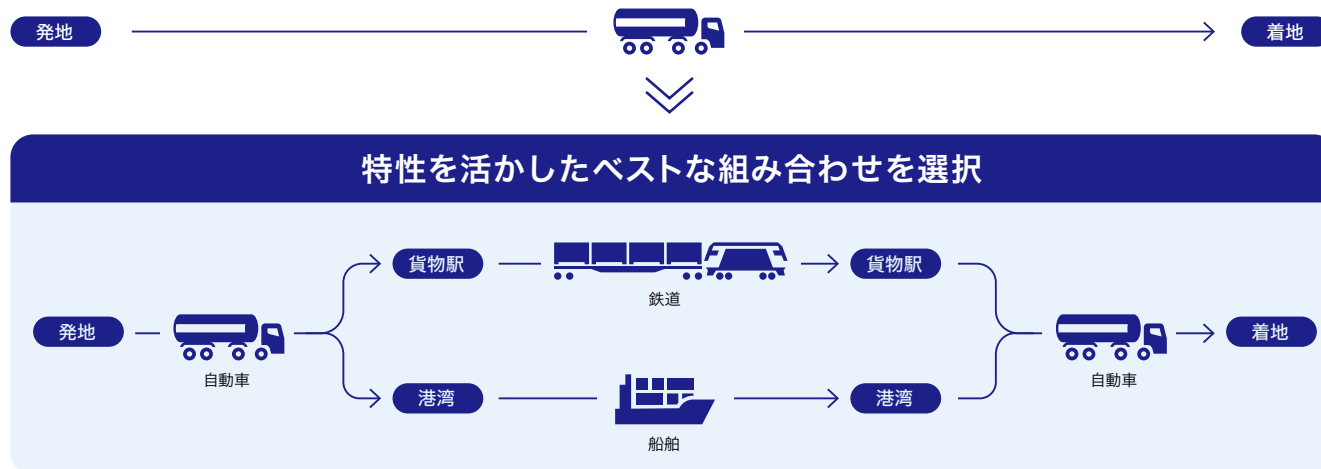 発地
着地
特性を活かしたベストな組み合わせを選択
貨物駅
鉄道
貨物駅
発地
自動車
自動車
着地
港湾
船舶
港湾